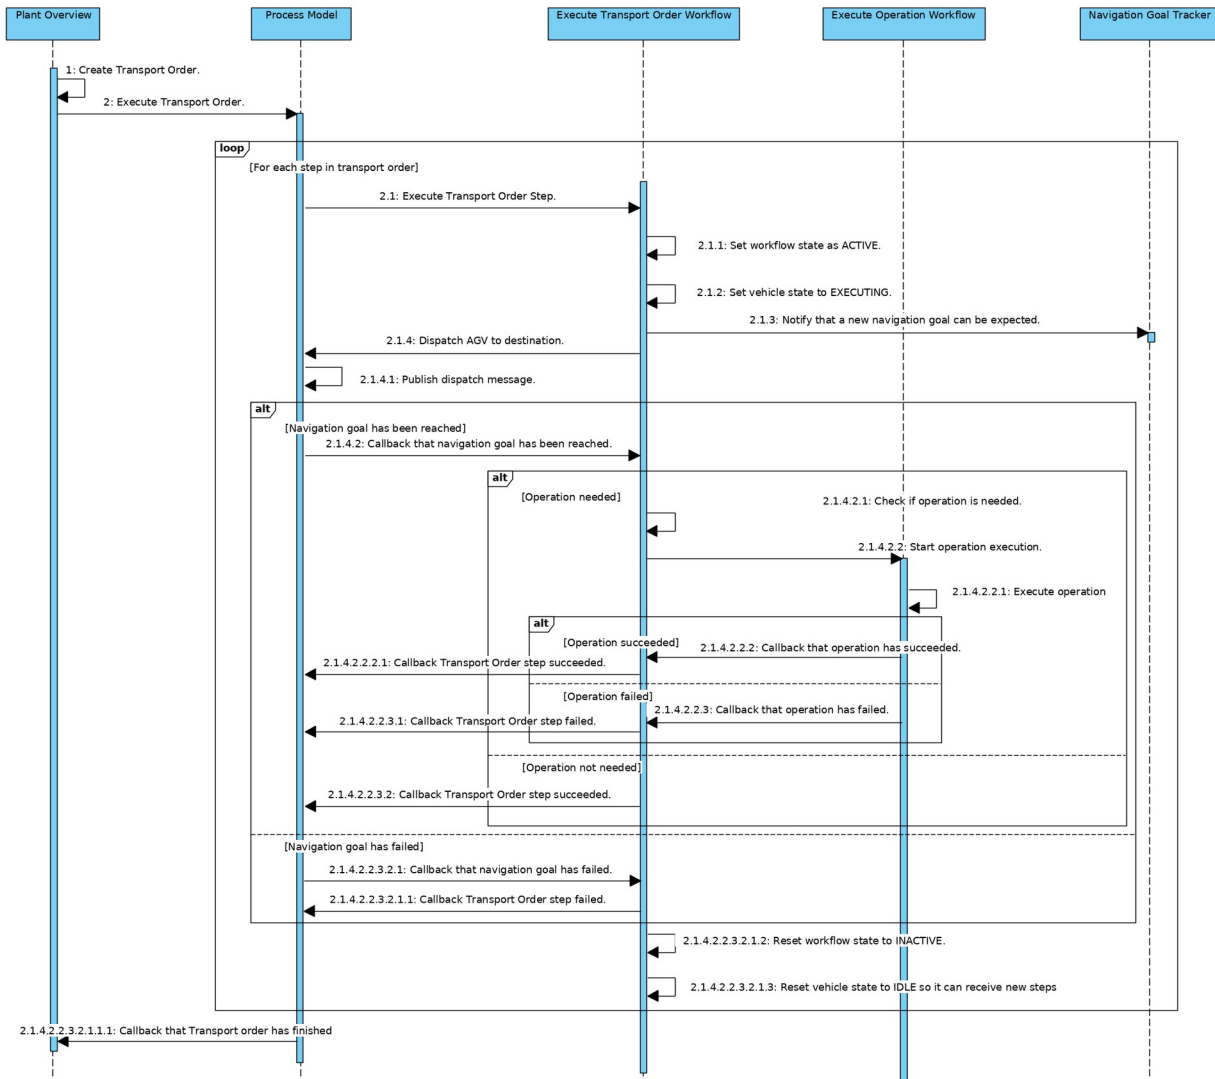 Plant Overview
Process Model
Execute Transport Order Workflow
Execute Operation Workflow
Navigation Goal Tracker
1: Create Transport Order.
2: Execute Transport Order.
loop
[For each step in transport order]
2.1: Execute Transport Order Step.
2.1.1: Set workflow state as ACTIVE.
2.1.2: Set vehicle state to EXECUTING.
2.1.3: Notify that a new navigation goal can be expected.
2.1.4: Dispatch AGV to destination.
2.1.4.1: Publish dispatch message.
alt
[Navigation goal has been reached]
2.1.4.2: Callback that navigation goal has been reached.
alt
[Operation needed]
2.1.4.2.1: Check if operation is needed.
2.1.4.2.2: Start operation execution.
2.1.4.2.2.1: Execute operation
alt
[Operation succeeded]
2.1.4.2.2.2: Callback that operation has succeeded.
2.1.4.2.2.2.1: Callback Transport Order step succeeded.
[Operation failed]
2.1.4.2.2.3: Callback that operation has failed.
2.1.4.2.2.3.1: Callback Transport Order step failed.
[Operation not needed]
2.1.4.2.2.3.2: Callback Transport Order step succeeded.
[Navigation goal has failed]
2.1.4.2.2.3.2.1: Callback that navigation goal has failed.
2.1.4.2.2.3.2.1.1: Callback Transport Order step failed.
2.1.4.2.2.3.2.1.2: Reset workflow state to INACTIVE.
2.1.4.2.2.3.2.1.3: Reset vehicle state to IDLE so it can receive new steps
2.1.4.2.2.3.2.1.1.1: Callback that Transport order has finished